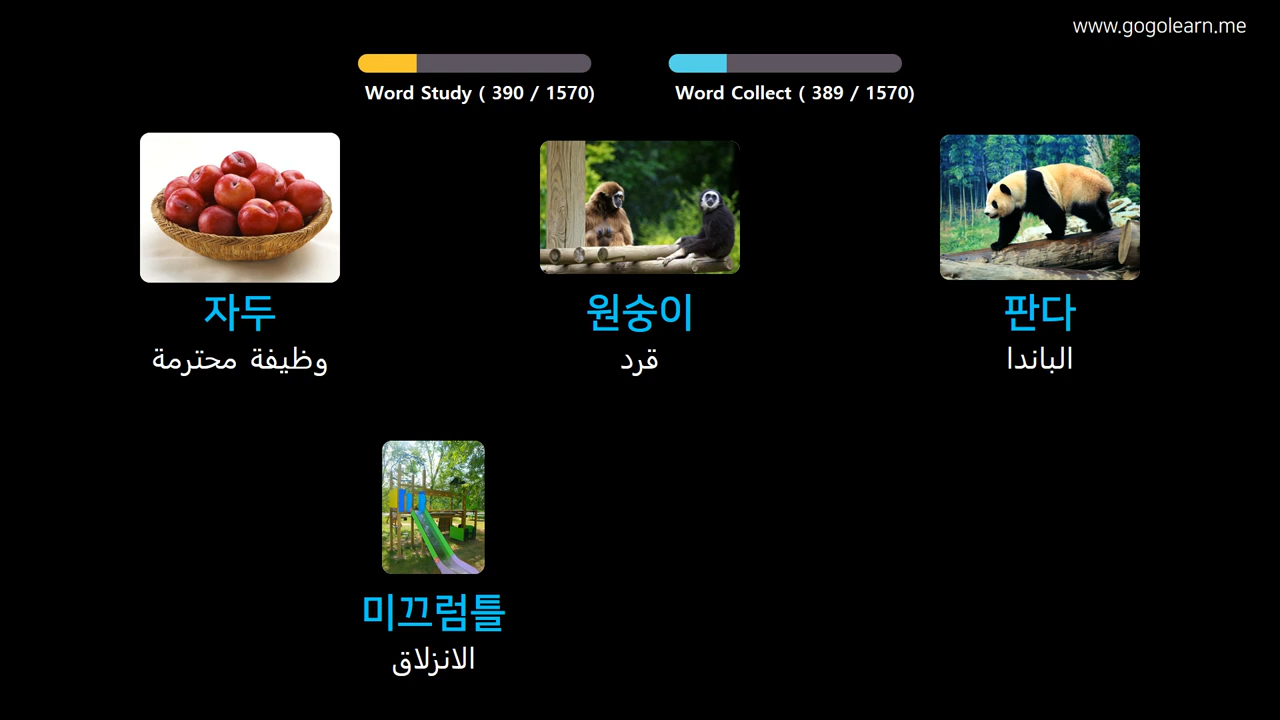 www.gogolearn.me
Word Study ( 390 / 1570)
Word Collect ( 389 / 1570)
자두
وظيفة محترمة
원숭이
قرد
판다
الباندا
미끄럼틀
الانزلاق